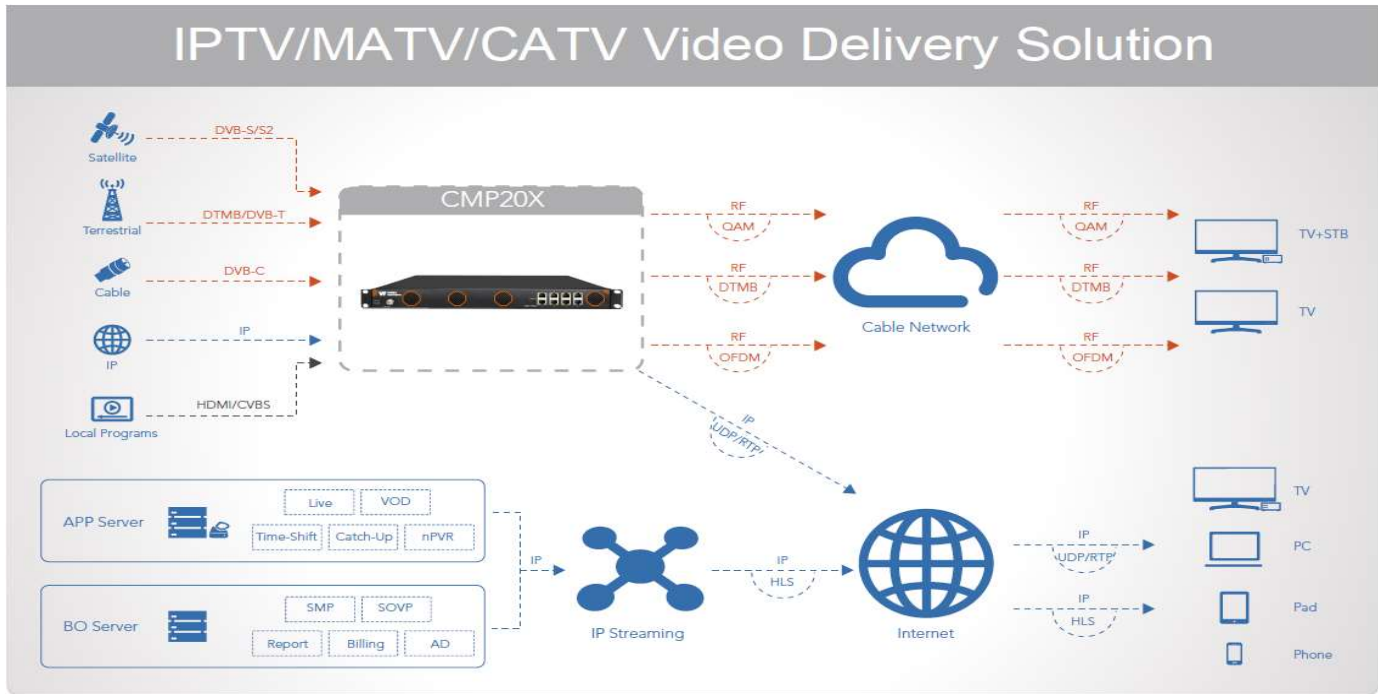 IPTV/MATV/CATV Video Delivery Solution
Satellite
DVB-S/S2
Terrestrial
DTMB/DVB-T
Cable
DVB-C
IP
IP
Local Programs
HDMI/CVBS
CMP20X
RF
QAM
RF
DTMB
RF
OFDM
Cable Network
RF
QAM
RF
DTMB
RF
OFDM
TV+STB
TV
IP
UDP/RTP
APP Server
Live
VOD
Time-Shift
Catch-Up
nPVR
BO Server
SMP
SOVP
Report
Billing
AD
IP
IP Streaming
IP
HLS
Internet
IP
UDP/RTP
IP
HLS
TV
PC
Pad
Phone